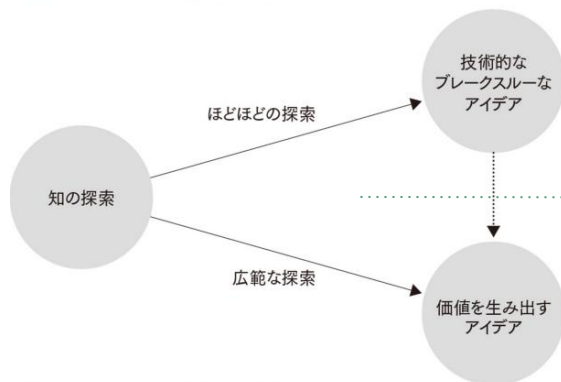 技術的な
ブレークスルーな
アイデア
ほどほどの探索
知の探索
広範な探索
価値を生み出す
アイデア